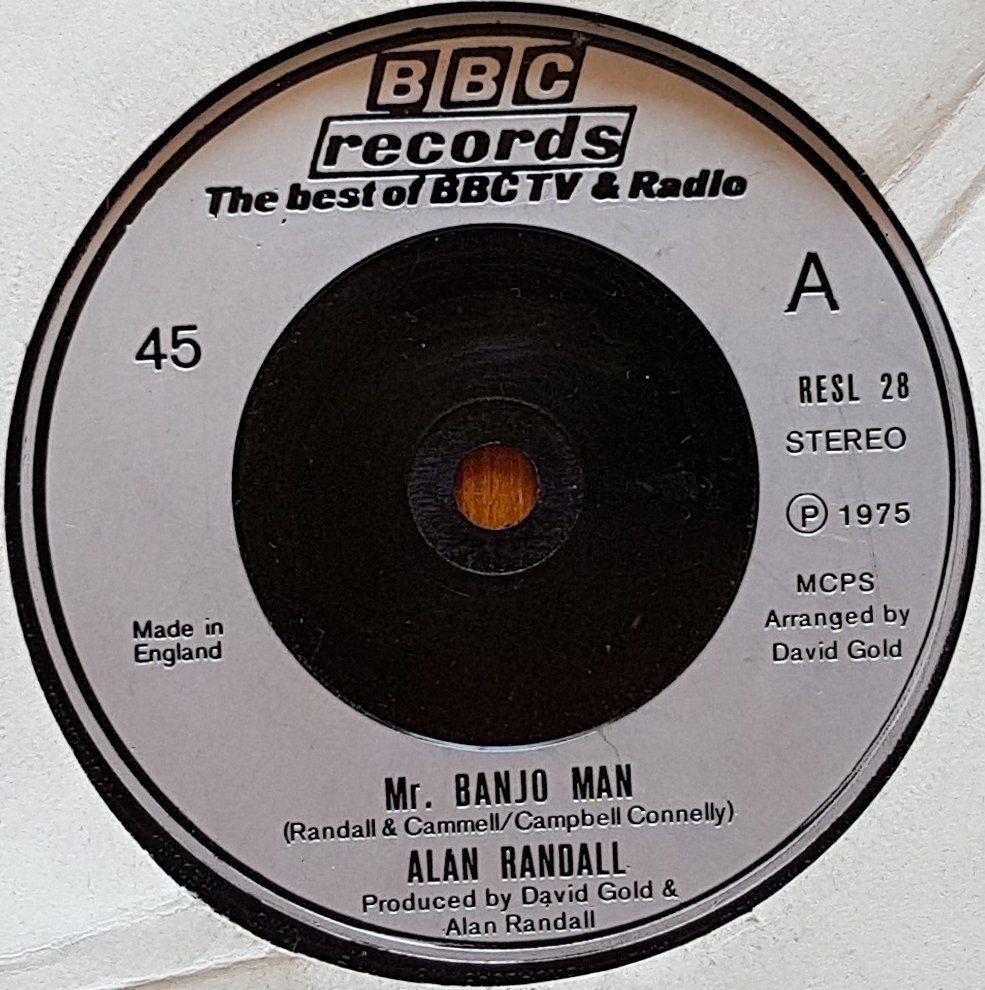 BBC
records
The best of BBC TV & Radio
A
45
RESL 28
STEREO
Ⓟ 1975
MCPS
Arranged by
David Gold
Made in
England
Mr. BANJO MAN
(Randall & Cammell/Campbell Connelly)
ALAN RANDALL
Produced by David Gold &
Alan Randall